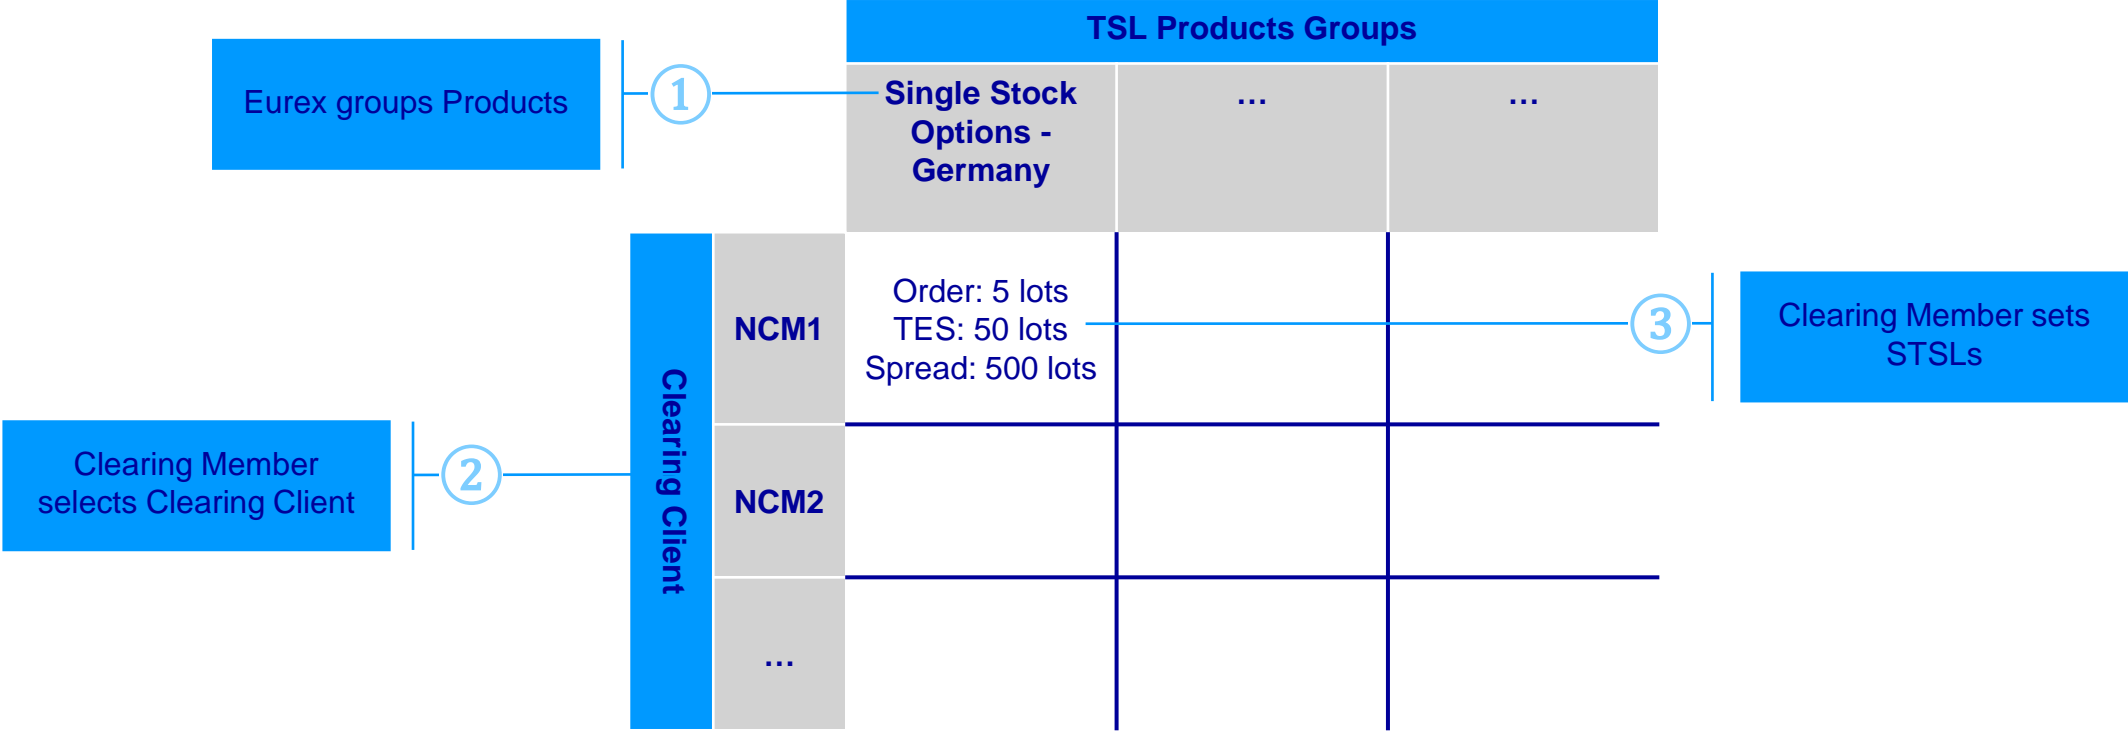 TSL Products Groups
Eurex groups Products
1
Single Stock
Options -
Germany
...
...
Clearing Client
NCM1
Order: 5 lots
TES: 50 lots
Spread: 500 lots
3
Clearing Member sets
STSLs
Clearing Member
selects Clearing Client
2
NCM2
...